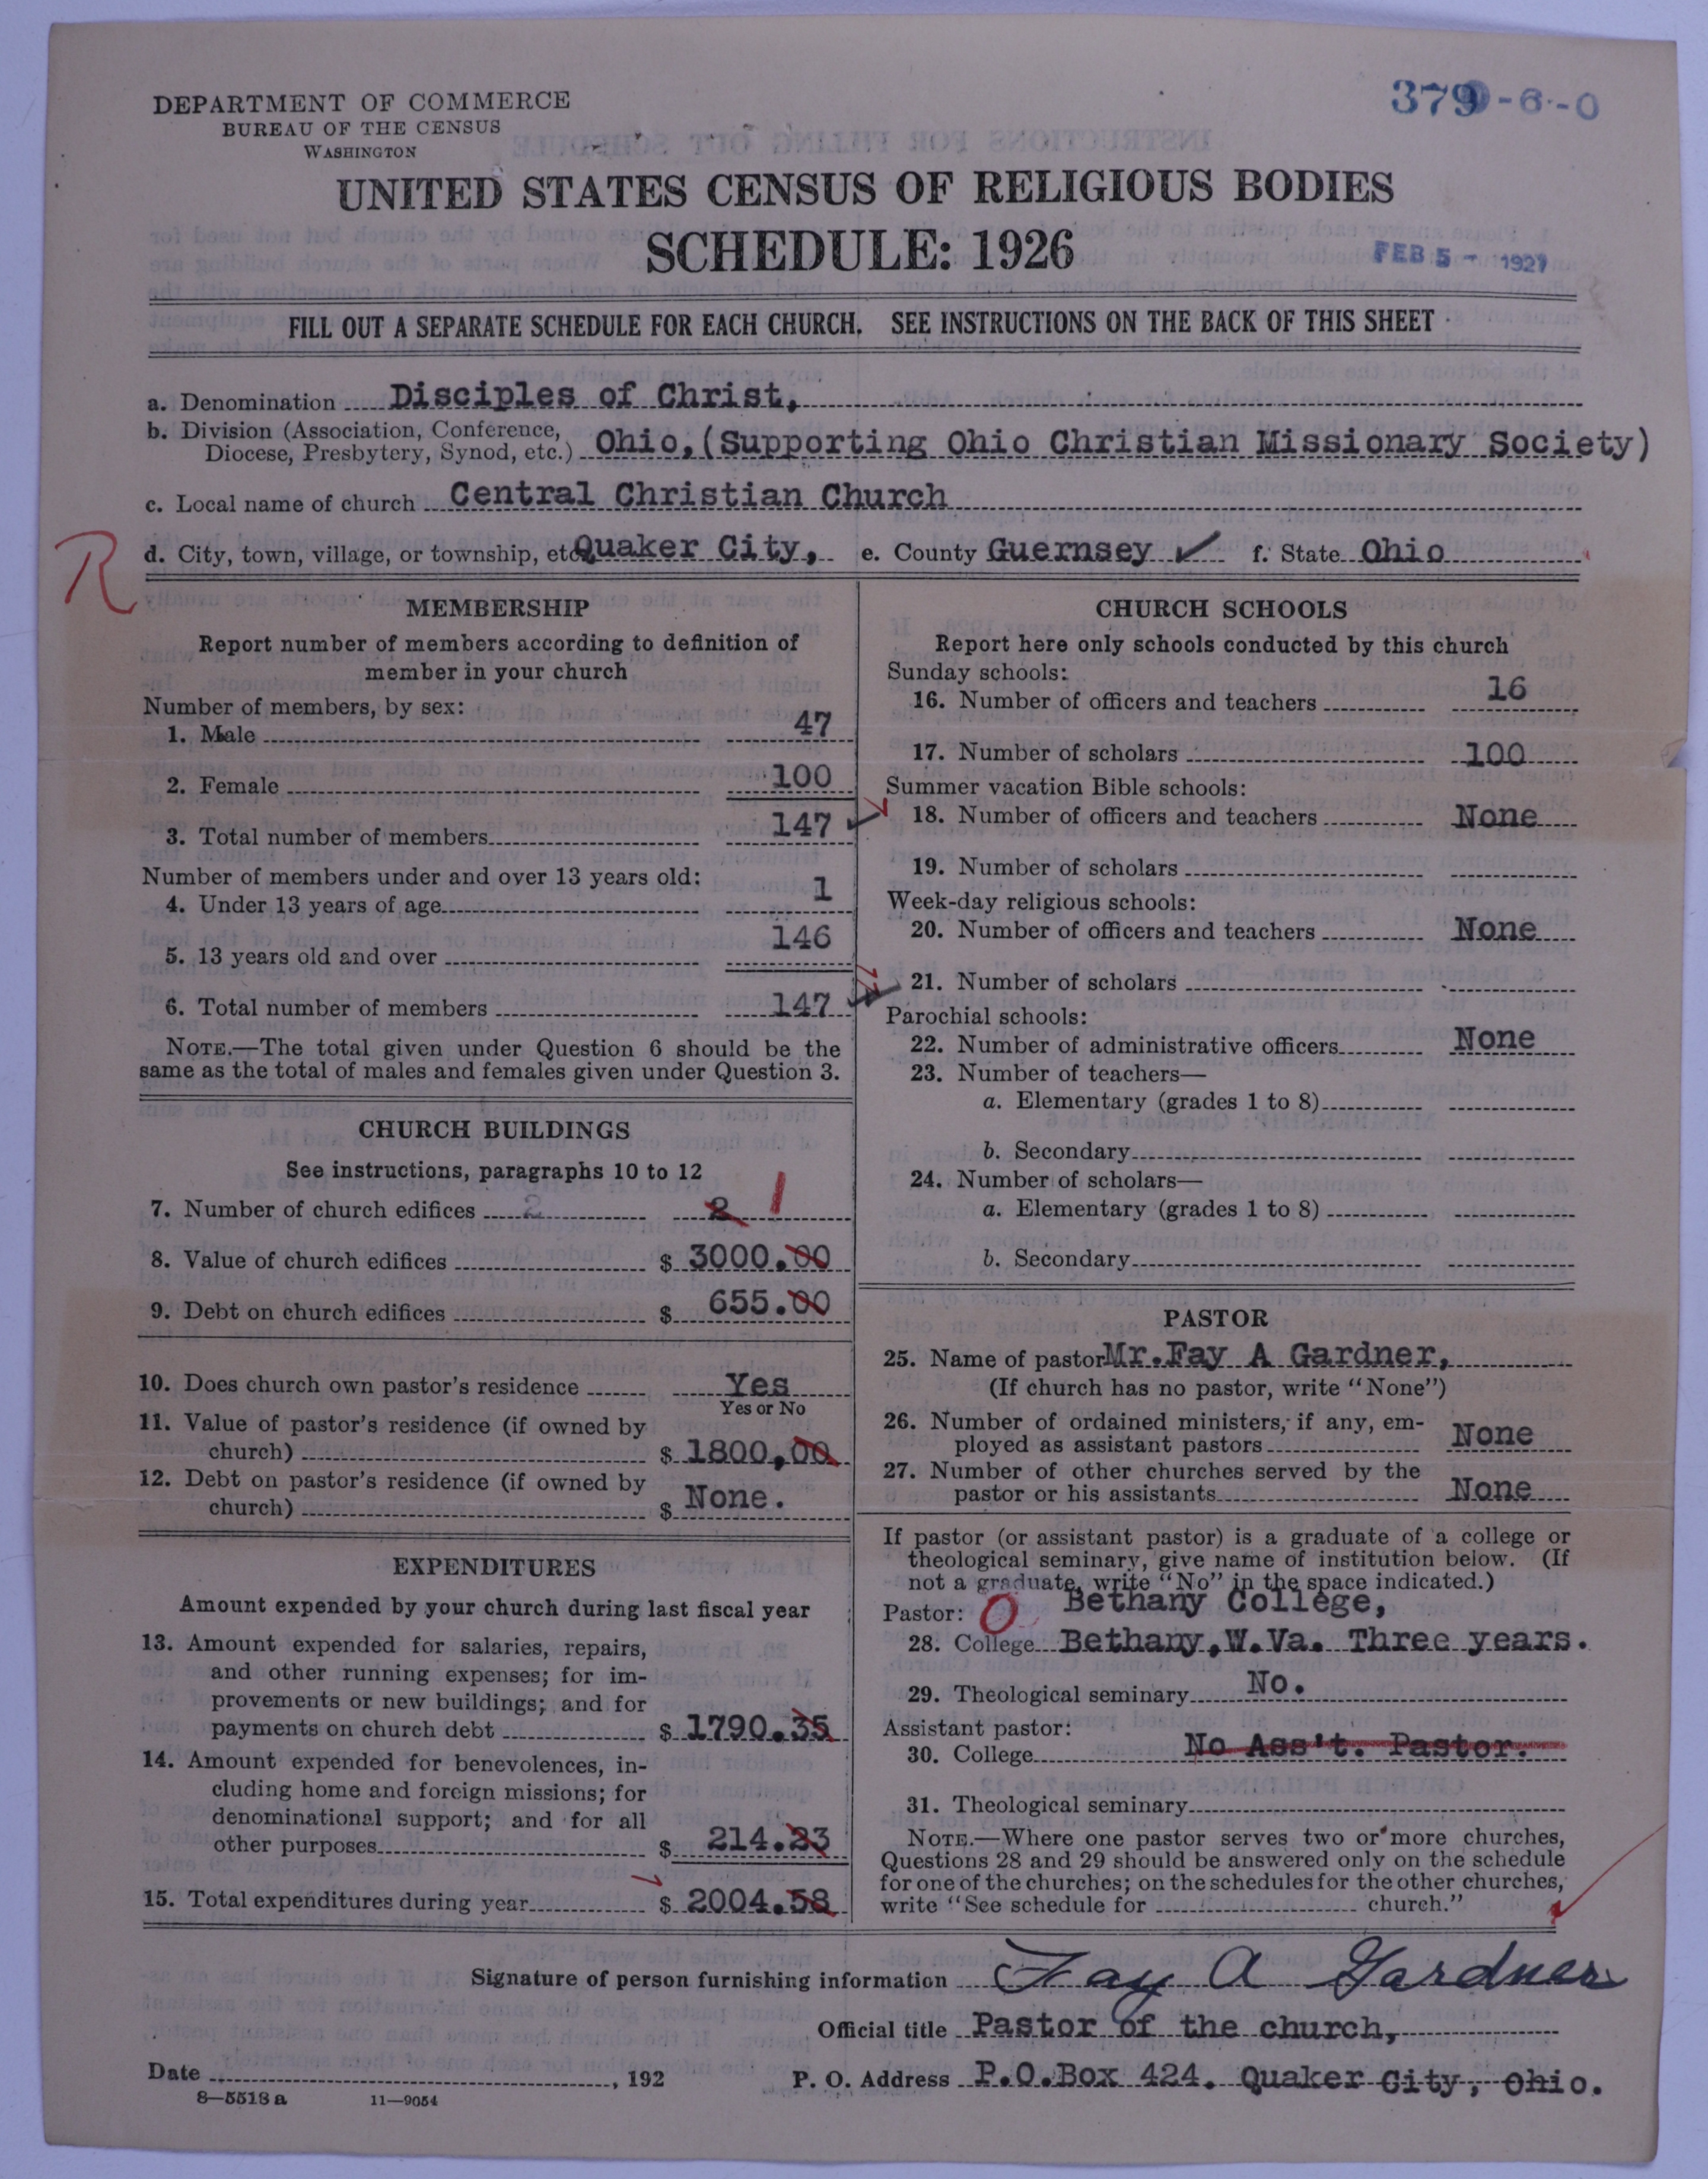 379-6-0
DEPARTMENT OF COMMERCE
BUREAU OF THE CENSUS
WASHINGTON
UNITED STATES CENSUS OF RELIGIOUS BODIES
SCHEDULE: 1926
FEB 5 - 1927
FILL OUT A SEPARATE SCHEDULE FOR EACH CHURCH. SEE INSTRUCTIONS ON THE BACK OF THIS SHEET
a. Denomination Disciples of Christ,
b. Division (Association, Conference,
Diocese, Presbytery, Synod, etc.) Ohio, (Supporting Ohio Christian Missionary Society)
c. Local name of church Central Christian Church
R
d. City, town, village, or township, etc Quaker City, e. County Guernsey ✓ f. State Ohio
MEMBERSHIP
Report number of members according to definition of
member in your church
Number of members, by sex:
1. Male 47
2. Female 100
3. Total number of members 147 ✓
Number of members under and over 13 years old:
4. Under 13 years of age 1
5. 13 years old and over 146
6. Total number of members 147 ✓
NOTE.—The total given under Question 6 should be the
same as the total of males and females given under Question 3.
CHURCH BUILDINGS
See instructions, paragraphs 10 to 12
7. Number of church edifices 2 2 1
8. Value of church edifices $ 3000.00
9. Debt on church edifices $ 655.00
10. Does church own pastor's residence Yes
Yes or No
11. Value of pastor's residence (if owned by
church) $ 1800,00
12. Debt on pastor's residence (if owned by
church) $ None.
EXPENDITURES
Amount expended by your church during last fiscal year
13. Amount expended for salaries, repairs,
and other running expenses; for im-
provements or new buildings; and for
payments on church debt $ 1790.35
14. Amount expended for benevolences, in-
cluding home and foreign missions; for
denominational support; and for all
other purposes $ 214.23
15. Total expenditures during year $ 2004.58
CHURCH SCHOOLS
Report here only schools conducted by this church
Sunday schools:
16. Number of officers and teachers 16
17. Number of scholars 100
Summer vacation Bible schools:
18. Number of officers and teachers None
19. Number of scholars
Week-day religious schools:
20. Number of officers and teachers None
21. Number of scholars
Parochial schools:
22. Number of administrative officers None
23. Number of teachers—
a. Elementary (grades 1 to 8)
b. Secondary
24. Number of scholars—
a. Elementary (grades 1 to 8)
b. Secondary
PASTOR
25. Name of pastor Mr.Fay A Gardner,
(If church has no pastor, write "None")
26. Number of ordained ministers, if any, em-
ployed as assistant pastors None
27. Number of other churches served by the
pastor or his assistants None
If pastor (or assistant pastor) is a graduate of a college or
theological seminary, give name of institution below. (If
not a graduate, write "No" in the space indicated.)
Pastor: O Bethany College,
28. College Bethany,W.Va. Three years.
29. Theological seminary No.
Assistant pastor:
30. College No Ass't. Pastor.
31. Theological seminary
NOTE.—Where one pastor serves two or more churches,
Questions 28 and 29 should be answered only on the schedule
for one of the churches; on the schedules for the other churches,
write "See schedule for church."
Signature of person furnishing information Fay A Gardner
Official title Pastor of the church,
Date , 192 P. O. Address P.O.Box 424. Quaker City, Ohio.
8—5518 a 11—9054